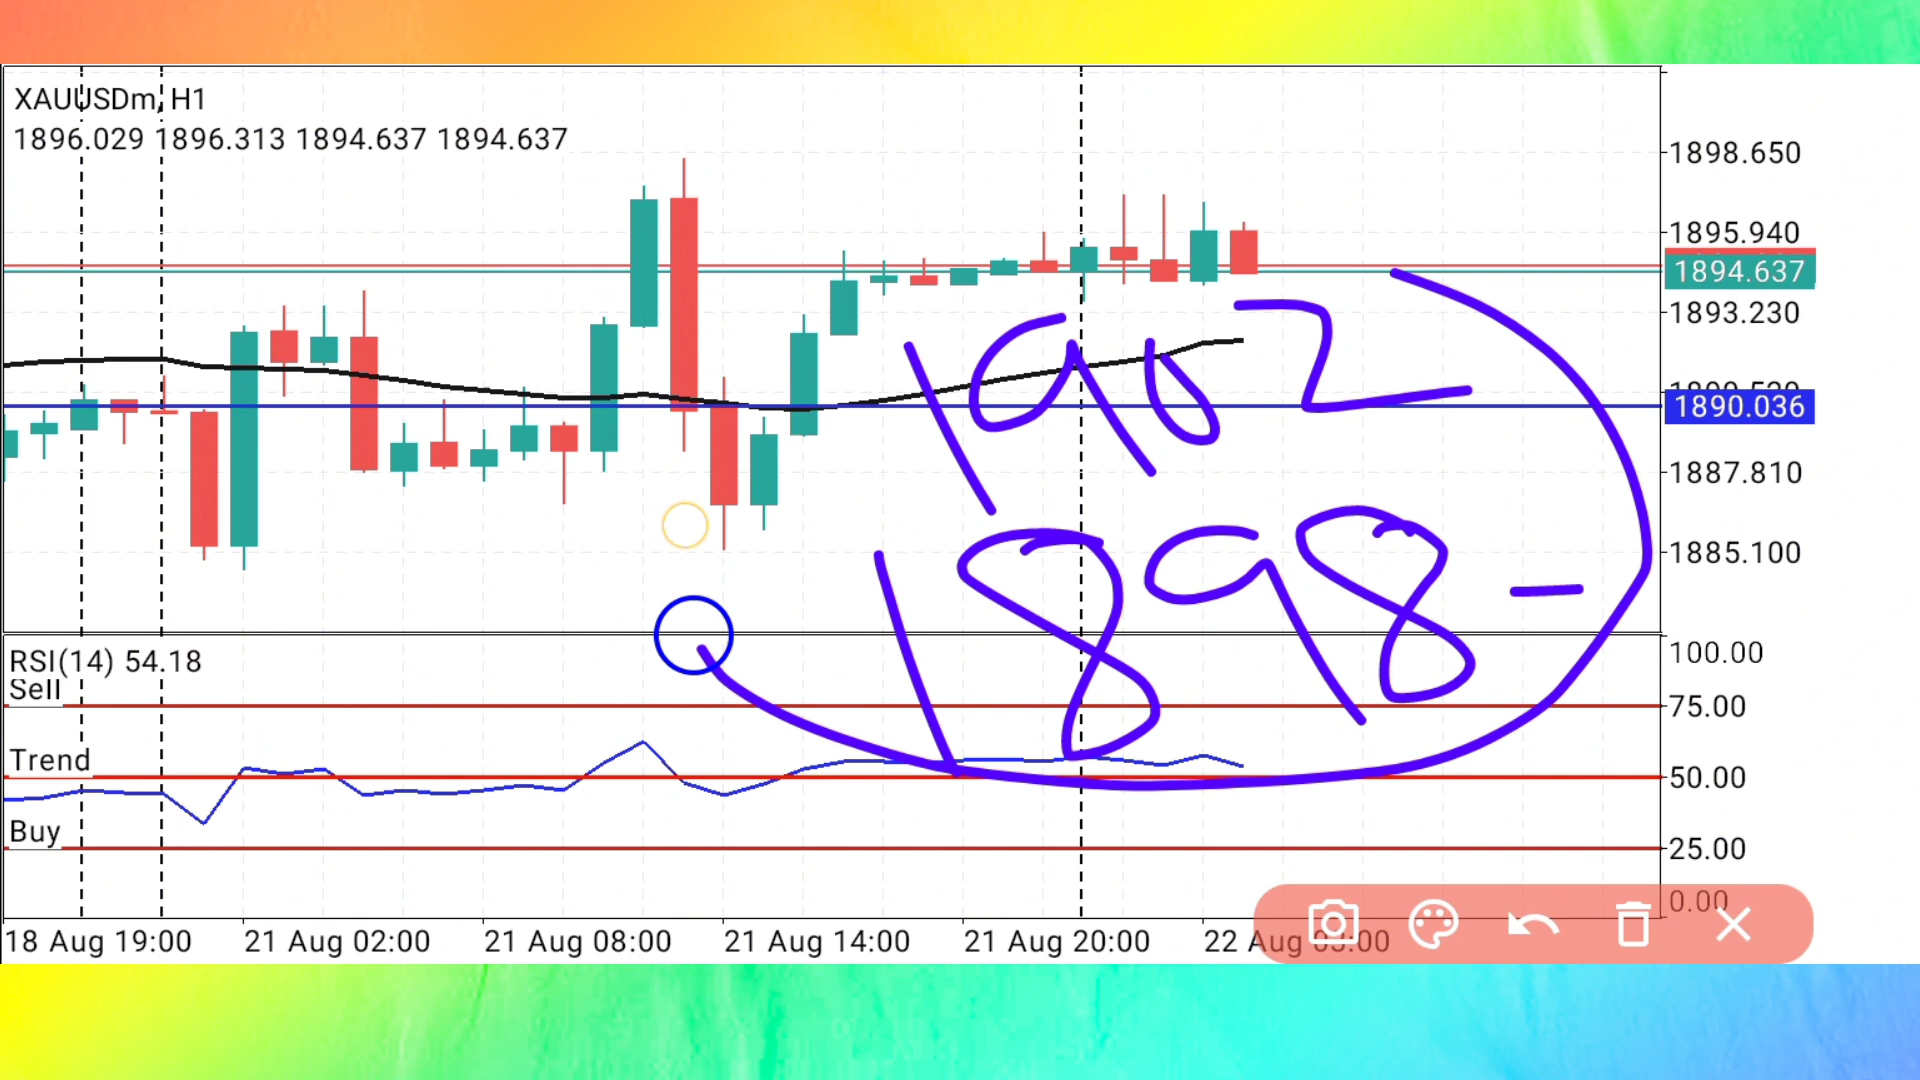 XAUUSDm, H1
1896.029 1896.313 1894.637 1894.637
1898.650
1895.940
1894.637
1893.230
1890.036
1887.810
1885.100
1902
1898-
RSI(14) 54.18
Sell
Trend
Buy
100.00
75.00
50.00
25.00
0.00
18 Aug 19:00 21 Aug 02:00 21 Aug 08:00 21 Aug 14:00 21 Aug 20:00 22 Aug 03:00